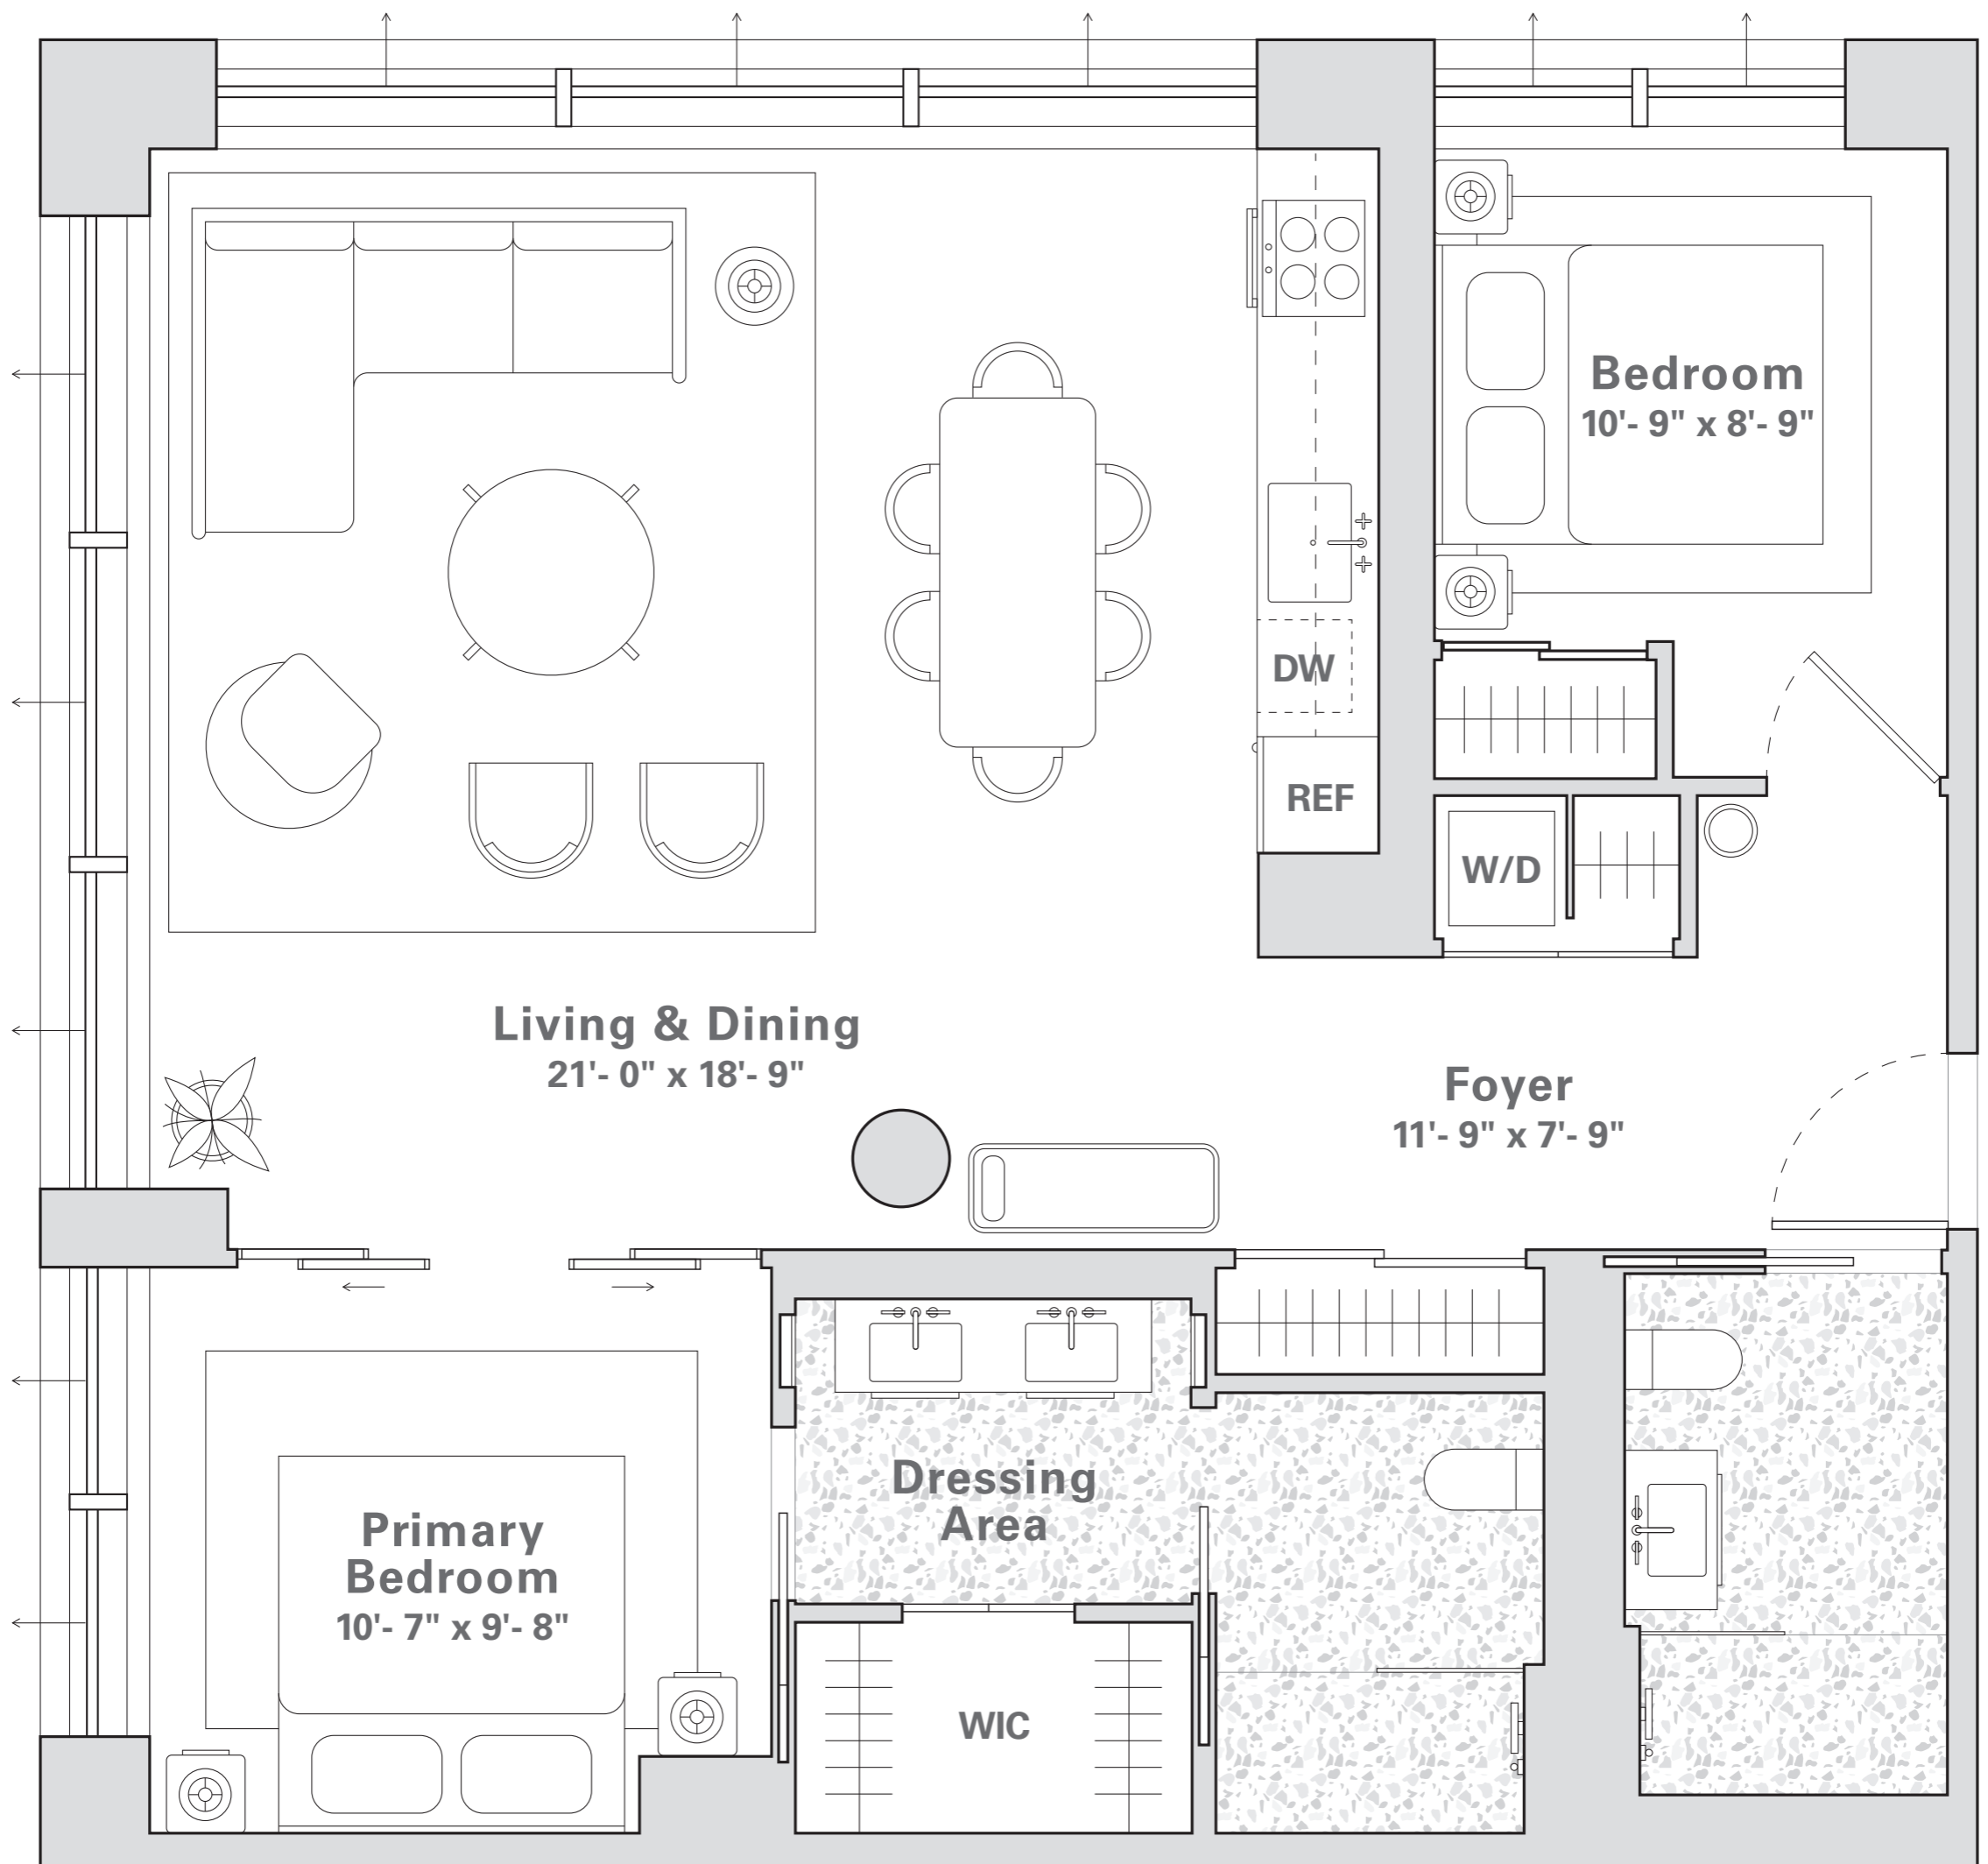 Bedroom
10'- 9" x 8'- 9"
DW
REF
W/D
Living & Dining
21'- 0" x 18'- 9"
Foyer
11'- 9" x 7'- 9"
Dressing
Area
Primary
Bedroom
10'- 7" x 9'- 8"
WIC